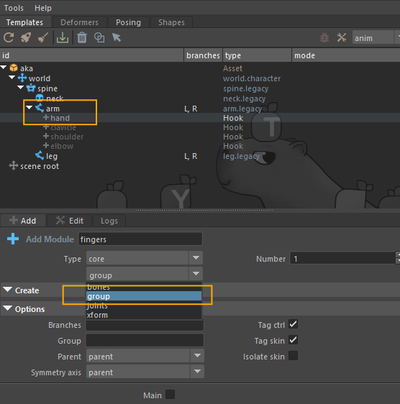 Tools Help
Templates Deformers Posing Shapes
anim
id branches type mode
aka Asset
world world.character
spine spine.legacy
neck neck.legacy
arm L, R arm.legacy
hand Hook
clavicle Hook
shoulder Hook
elbow Hook
leg L, R leg.legacy
scene root
T
Y
Add Edit Logs
Add Module fingers
Type core Number 1
group
bones
Create group
joints
Options xform
Branches Tag ctrl
Group Tag skin
Parent parent Isolate skin
Symmetry axis parent
Main